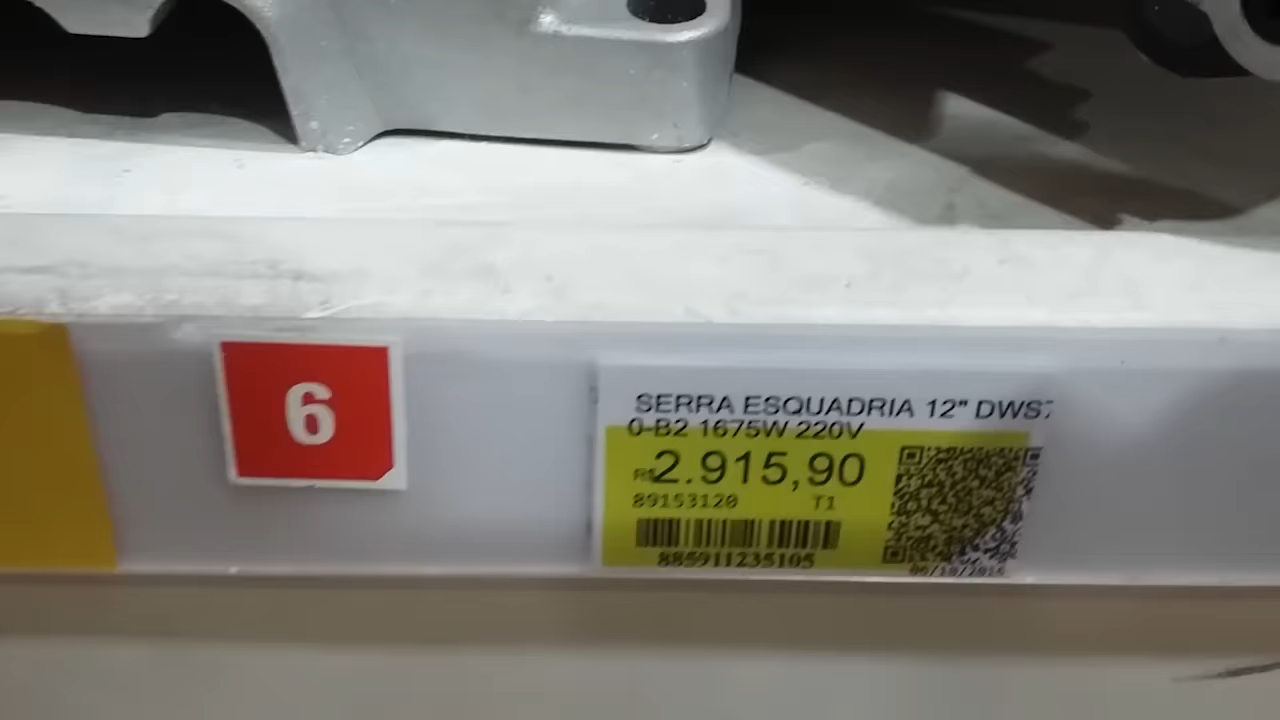 6
SERRA ESQUADRIA 12" DWS7
0-B2 1675W 220V
R$2.915,90
89153120 T1
885911235105